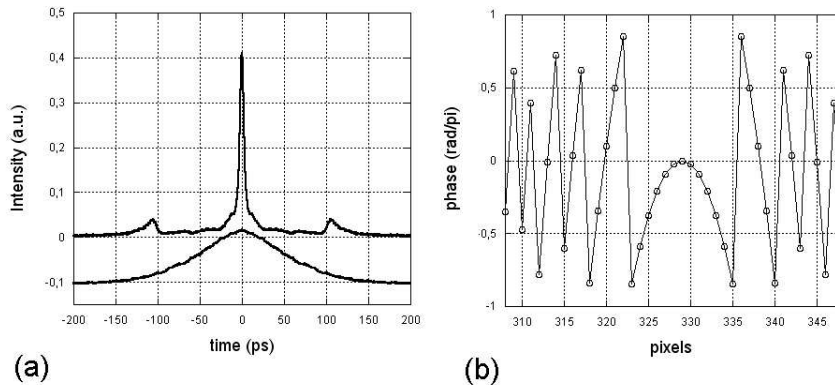 0,5
0,4
0,3
0,2
0,1
0
-0,1
Intensity (a.u.)
-200 -150 -100 -50 0 50 100 150 200
time (ps)
(a)
1
0,5
0
-0,5
-1
phase (rad/pi)
310 315 320 325 330 335 340 345
pixels
(b)